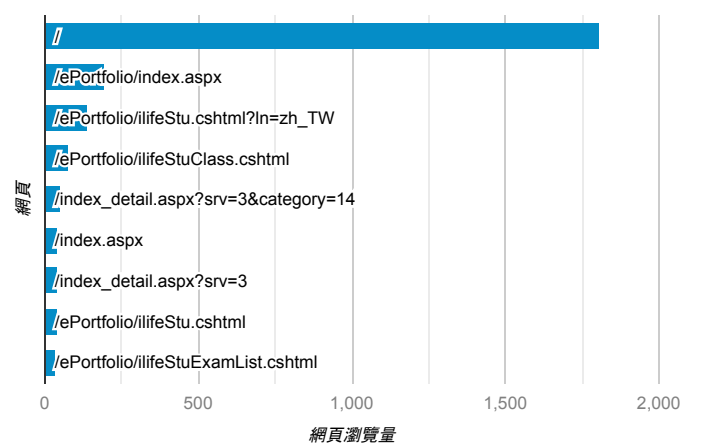 /
/ePortfolio/index.aspx
/ePortfolio/ilifeStu.cshtml?ln=zh_TW
/ePortfolio/ilifeStuClass.cshtml
/index_detail.aspx?srv=3&category=14
/index.aspx
/index_detail.aspx?srv=3
/ePortfolio/ilifeStu.cshtml
/ePortfolio/ilifeStuExamList.cshtml
網頁
0 500 1,000 1,500 2,000
網頁瀏覽量